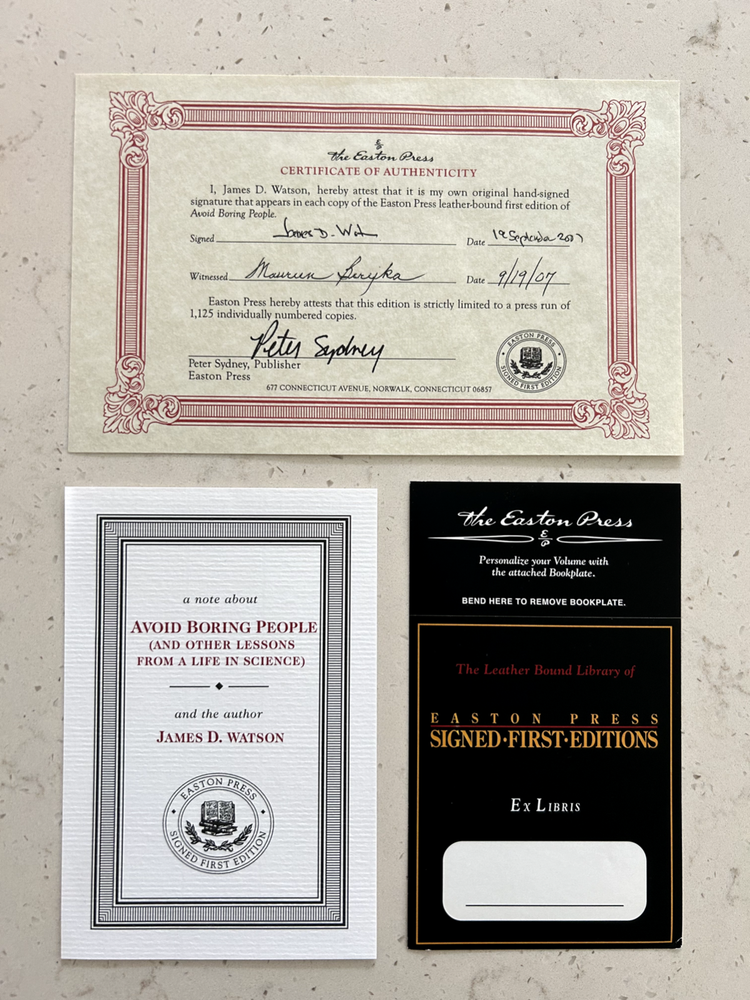 The Easton Press
CERTIFICATE OF AUTHENTICITY
I, James D. Watson, hereby attest that it is my own original hand-signed
signature that appears in each copy of the Easton Press leather-bound first edition of
Avoid Boring People.
Signed James D. Wat Date 19 September 2007
Witnessed Maureen Date 9/19/07
Easton Press hereby attests that this edition is strictly limited to a press run of
1,125 individually numbered copies.
Peter Sydney
Peter Sydney, Publisher
Easton Press
677 CONNECTICUT AVENUE, NORWALK, CONNECTICUT 06857
EASTON PRESS
SIGNED FIRST EDITION
a note about
AVOID BORING PEOPLE
(AND OTHER LESSONS
FROM A LIFE IN SCIENCE)
and the author
JAMES D. WATSON
EASTON PRESS
SIGNED FIRST EDITION
The Easton Press
Personalize your Volume with
the attached Bookplate.
BEND HERE TO REMOVE BOOKPLATE.
The Leather Bound Library of
EASTON PRESS
SIGNED·FIRST·EDITIONS
EX LIBRIS